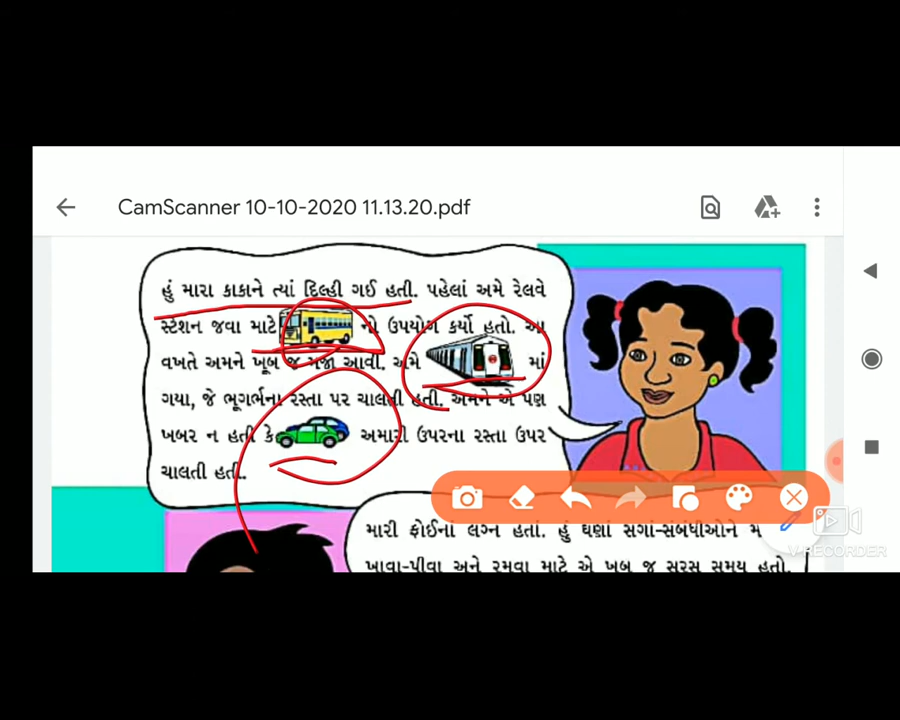 CamScanner 10-10-2020 11.13.20.pdf
હું મારા કાકાને ત્યાં દિલ્હી ગઈ હતી. પહેલાં અમે રેલવે
સ્ટેશન જવા માટે નો ઉપયોગ કર્યો હતો. આ
વખતે અમને ખૂબ જ મજા આવી. અમે માં
ગયા, જે ભૂગર્ભના રસ્તા પર ચાલતી હતી. અમને એ પણ
ખબર ન હતી કે અમારી ઉપરના રસ્તા ઉપર
ચાલતી હતી.
મારી ફોઈનાં લગ્ન હતાં. હું ઘણાં સગાં-સંબંધીઓને
ખાવા-પીવા અને રમવા માટે એ ખૂબ જ સરસ સમય હતો.
V RECORDER